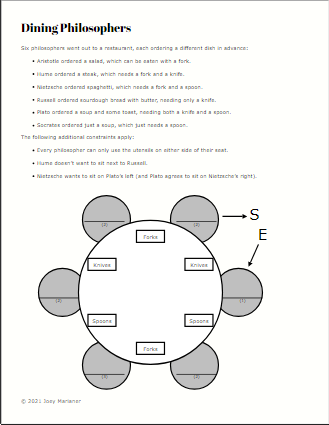 Dining Philosophers
Six philosophers went out to a restaurant, each ordering a different dish in advance:
• Aristotle ordered a salad, which can be eaten with a fork.
• Hume ordered a steak, which needs a fork and a knife.
• Nietzsche ordered spaghetti, which needs a fork and a spoon.
• Russell ordered sourdough bread with butter, needing only a knife.
• Plato ordered a soup and some toast, needing both a knife and a spoon.
• Socrates ordered just a soup, which just needs a spoon.
The following additional constraints apply:
• Every philosopher can only use the utensils on either side of their seat.
• Hume doesn't want to sit next to Russell.
• Nietzsche wants to sit on Plato's left (and Plato agrees to sit on Nietzsche's right).
S
E
Forks
Knives
Knives
Spoons
Spoons
Forks
© 2021 Joey Marianer